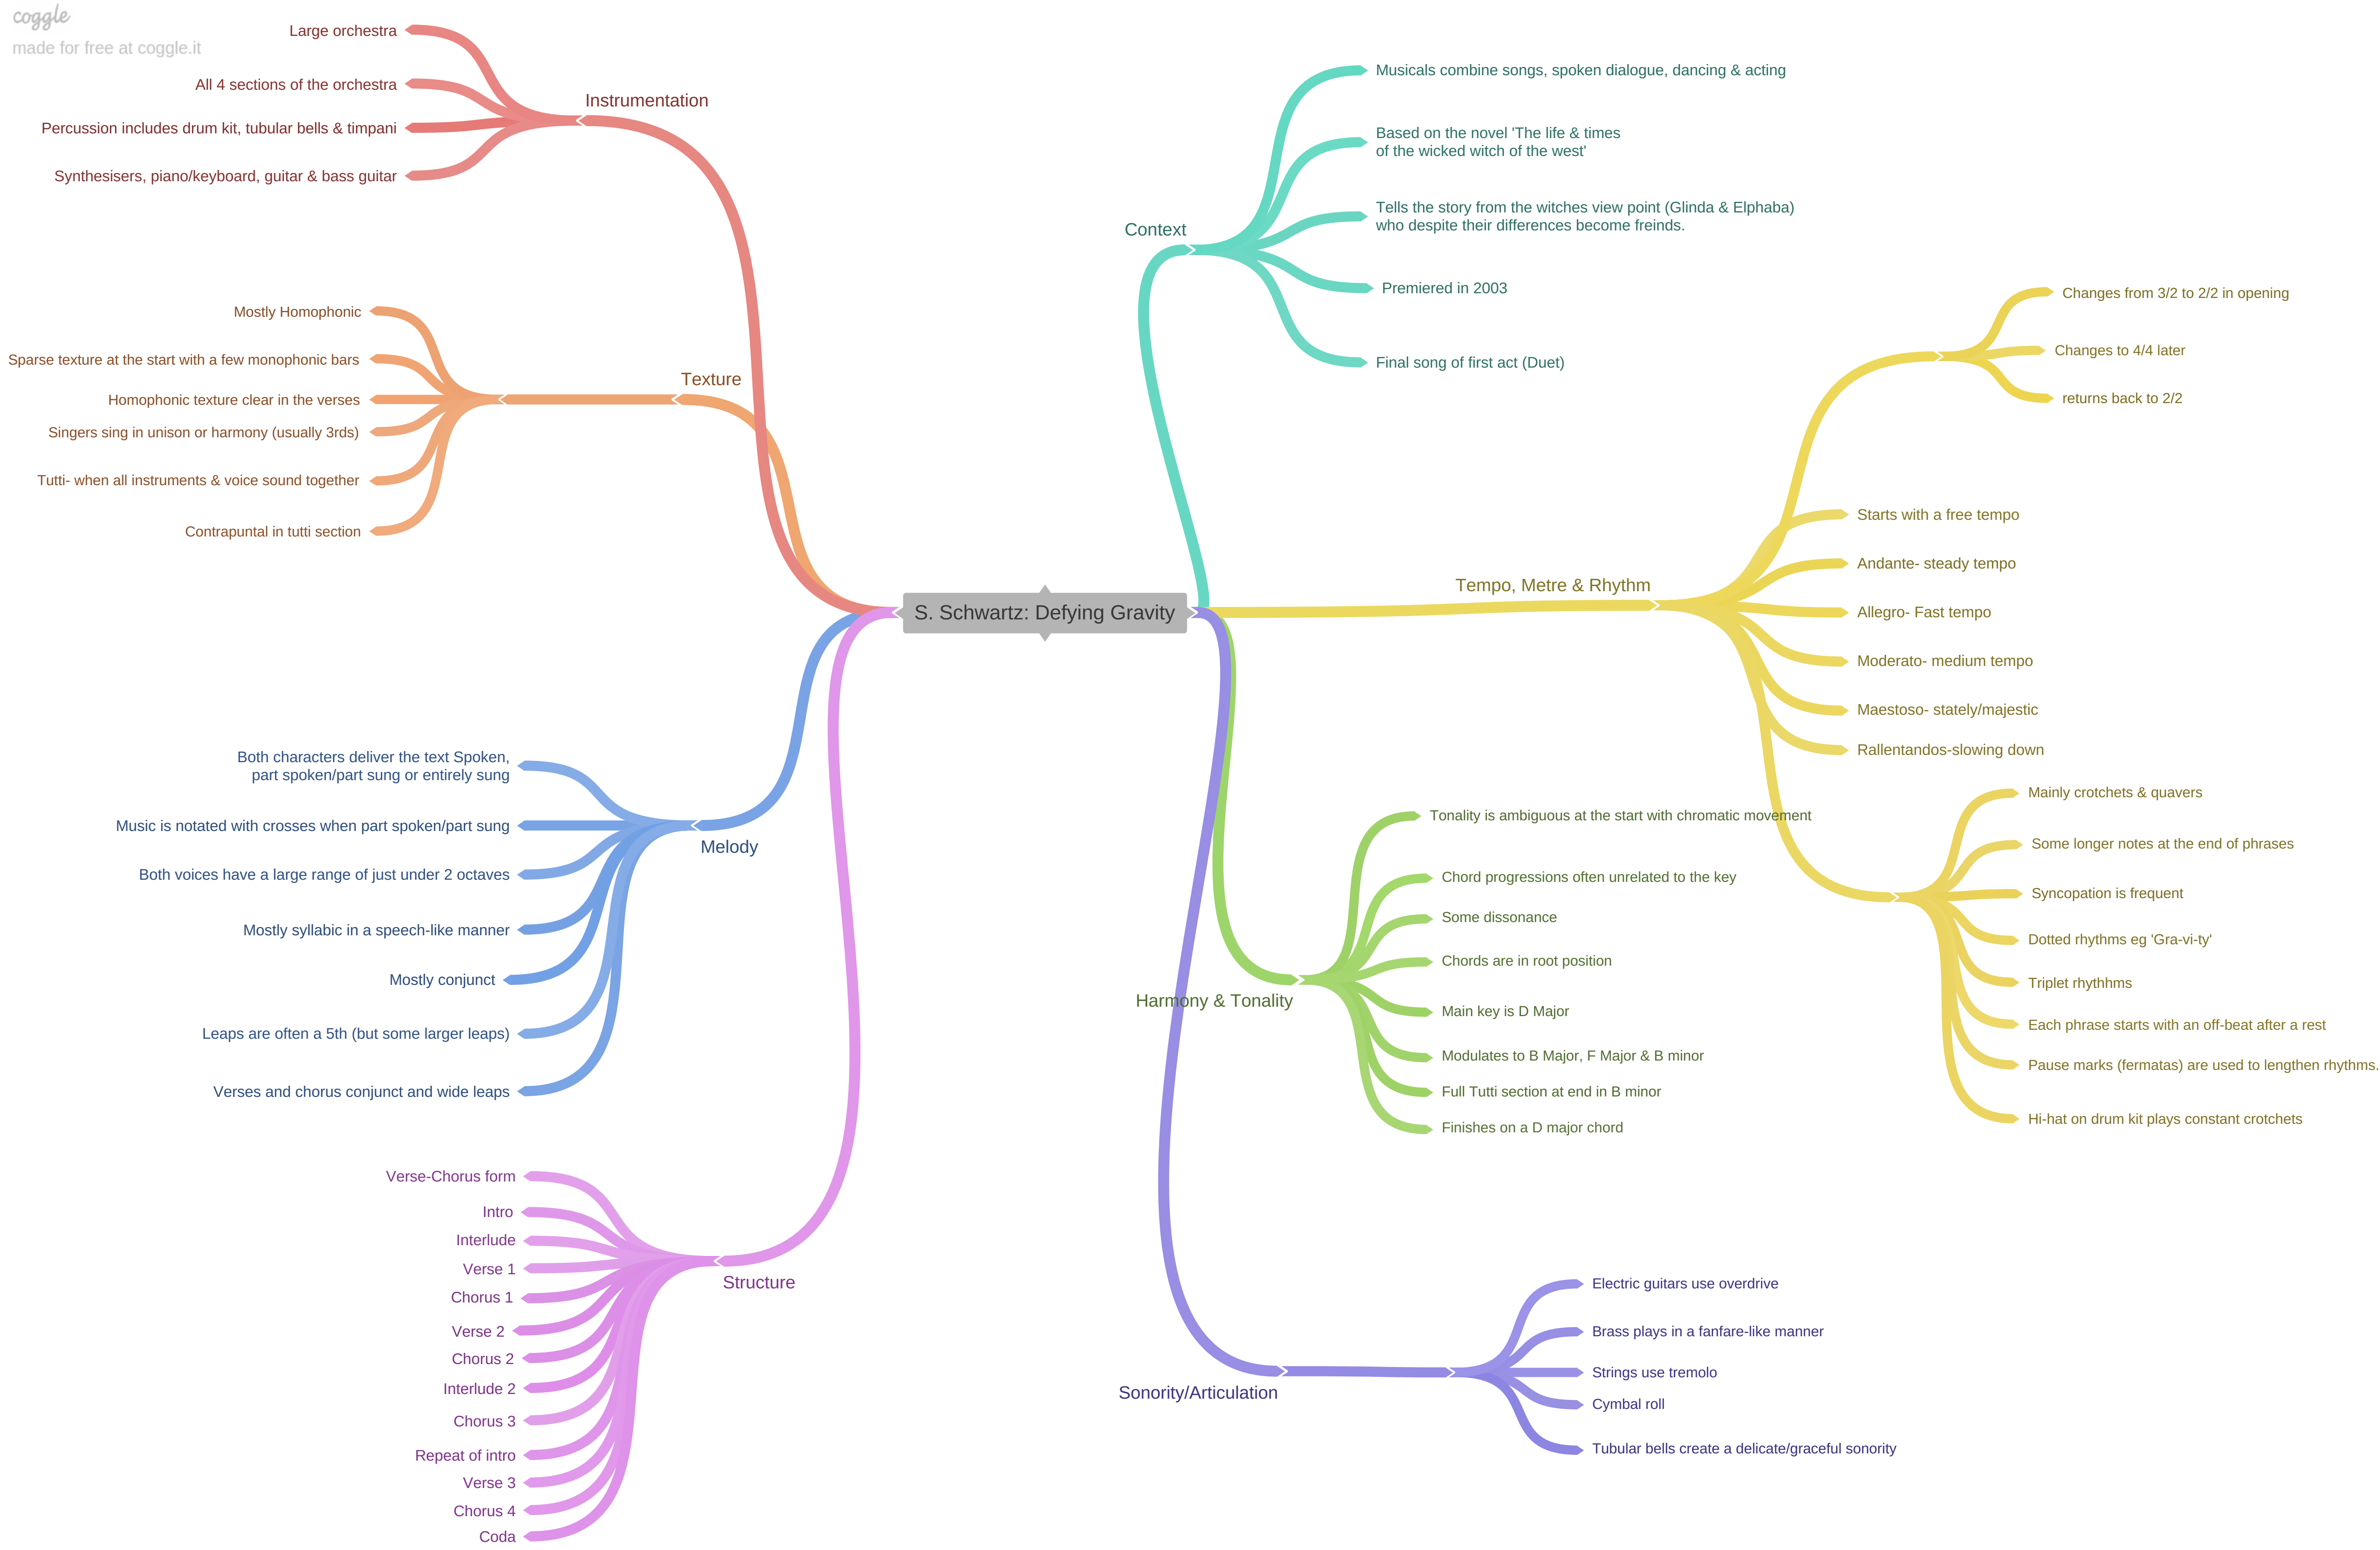 coggle
made for free at coggle.it
S. Schwartz: Defying Gravity
Instrumentation
Large orchestra
All 4 sections of the orchestra
Percussion includes drum kit, tubular bells & timpani
Synthesisers, piano/keyboard, guitar & bass guitar
Texture
Mostly Homophonic
Sparse texture at the start with a few monophonic bars
Homophonic texture clear in the verses
Singers sing in unison or harmony (usually 3rds)
Tutti- when all instruments & voice sound together
Contrapuntal in tutti section
Melody
Both characters deliver the text Spoken,
part spoken/part sung or entirely sung
Music is notated with crosses when part spoken/part sung
Both voices have a large range of just under 2 octaves
Mostly syllabic in a speech-like manner
Mostly conjunct
Leaps are often a 5th (but some larger leaps)
Verses and chorus conjunct and wide leaps
Structure
Verse-Chorus form
Intro
Interlude
Verse 1
Chorus 1
Verse 2
Chorus 2
Interlude 2
Chorus 3
Repeat of intro
Verse 3
Chorus 4
Coda
Context
Musicals combine songs, spoken dialogue, dancing & acting
Based on the novel 'The life & times
of the wicked witch of the west'
Tells the story from the witches view point (Glinda & Elphaba)
who despite their differences become freinds.
Premiered in 2003
Final song of first act (Duet)
Tempo, Metre & Rhythm
Changes from 3/2 to 2/2 in opening
Changes to 4/4 later
returns back to 2/2
Starts with a free tempo
Andante- steady tempo
Allegro- Fast tempo
Moderato- medium tempo
Maestoso- stately/majestic
Rallentandos-slowing down
Mainly crotchets & quavers
Some longer notes at the end of phrases
Syncopation is frequent
Dotted rhythms eg 'Gra-vi-ty'
Triplet rhythhms
Each phrase starts with an off-beat after a rest
Pause marks (fermatas) are used to lengthen rhythms.
Hi-hat on drum kit plays constant crotchets
Harmony & Tonality
Tonality is ambiguous at the start with chromatic movement
Chord progressions often unrelated to the key
Some dissonance
Chords are in root position
Main key is D Major
Modulates to B Major, F Major & B minor
Full Tutti section at end in B minor
Finishes on a D major chord
Sonority/Articulation
Electric guitars use overdrive
Brass plays in a fanfare-like manner
Strings use tremolo
Cymbal roll
Tubular bells create a delicate/graceful sonority